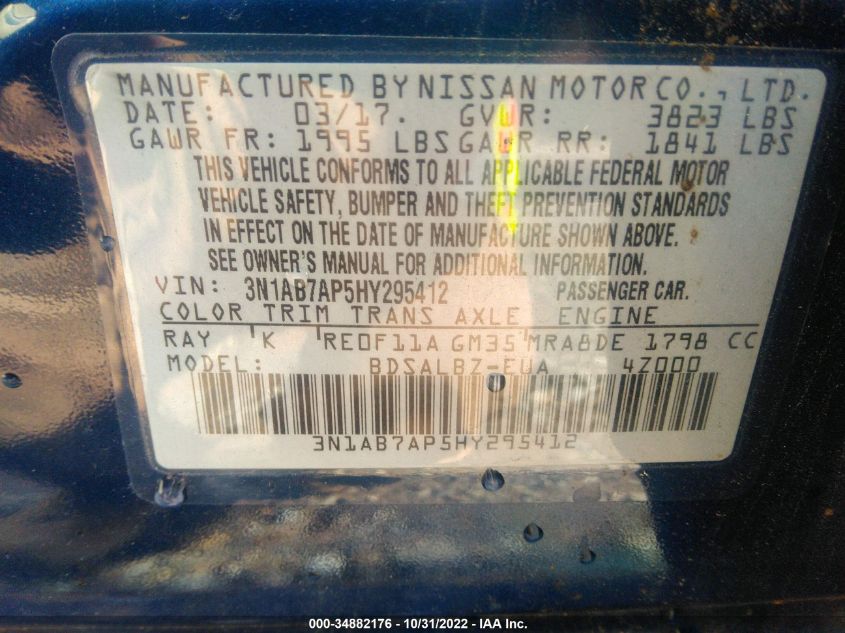 MANUFACTURED BY NISSAN MOTOR CO., LTD.
DATE: 03/17. GVWR: 3823 LBS
GAWR FR: 1995 LBS GAWR RR: 1841 LBS
THIS VEHICLE CONFORMS TO ALL APPLICABLE FEDERAL MOTOR
VEHICLE SAFETY, BUMPER AND THEFT PREVENTION STANDARDS
IN EFFECT ON THE DATE OF MANUFACTURE SHOWN ABOVE.
SEE OWNER'S MANUAL FOR ADDITIONAL INFORMATION.
VIN: 3N1AB7AP5HY295412 PASSENGER CAR.
COLOR TRIM TRANS AXLE ENGINE
RAY 'K RE0F11A GM35 MRA8DE 1798 CC
MODEL: BDSALBZ-EUA 4Z000
3N1AB7AP5HY295412
000-34882176 - 10/31/2022 - IAA Inc.